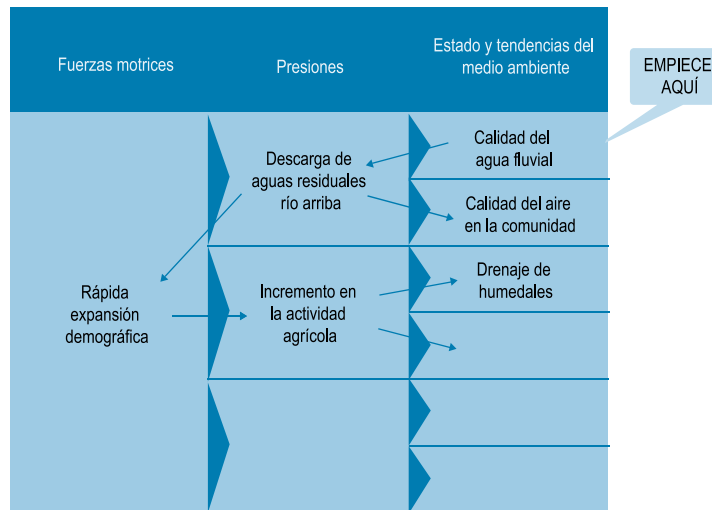 Fuerzas motrices
Presiones
Estado y tendencias del
medio ambiente
EMPIECE
AQUÍ
Descarga de
aguas residuales
río arriba
Calidad del
agua fluvial
Calidad del aire
en la comunidad
Rápida
expansión
demográfica
Incremento en
la actividad
agrícola
Drenaje de
humedales